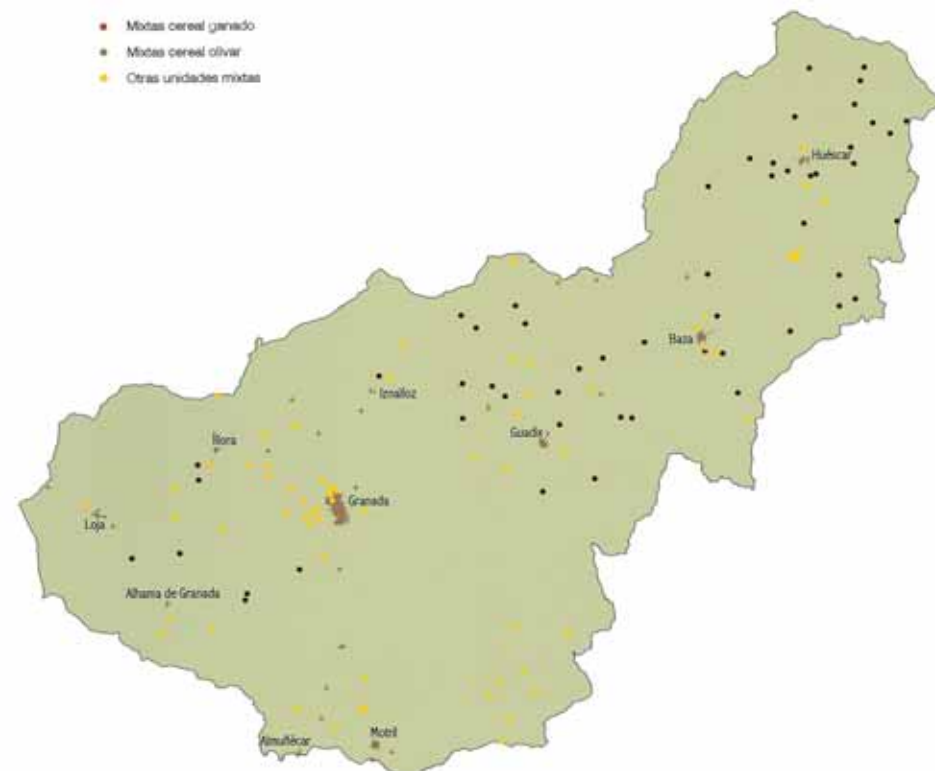 Mixtas cereal ganado
Mixtas cereal olivar
Otras unidades mixtas
Huéscar
Baza
Iznalloz
Guadix
Íllora
Granada
Loja
Alhama de Granada
Motril
Almuñécar